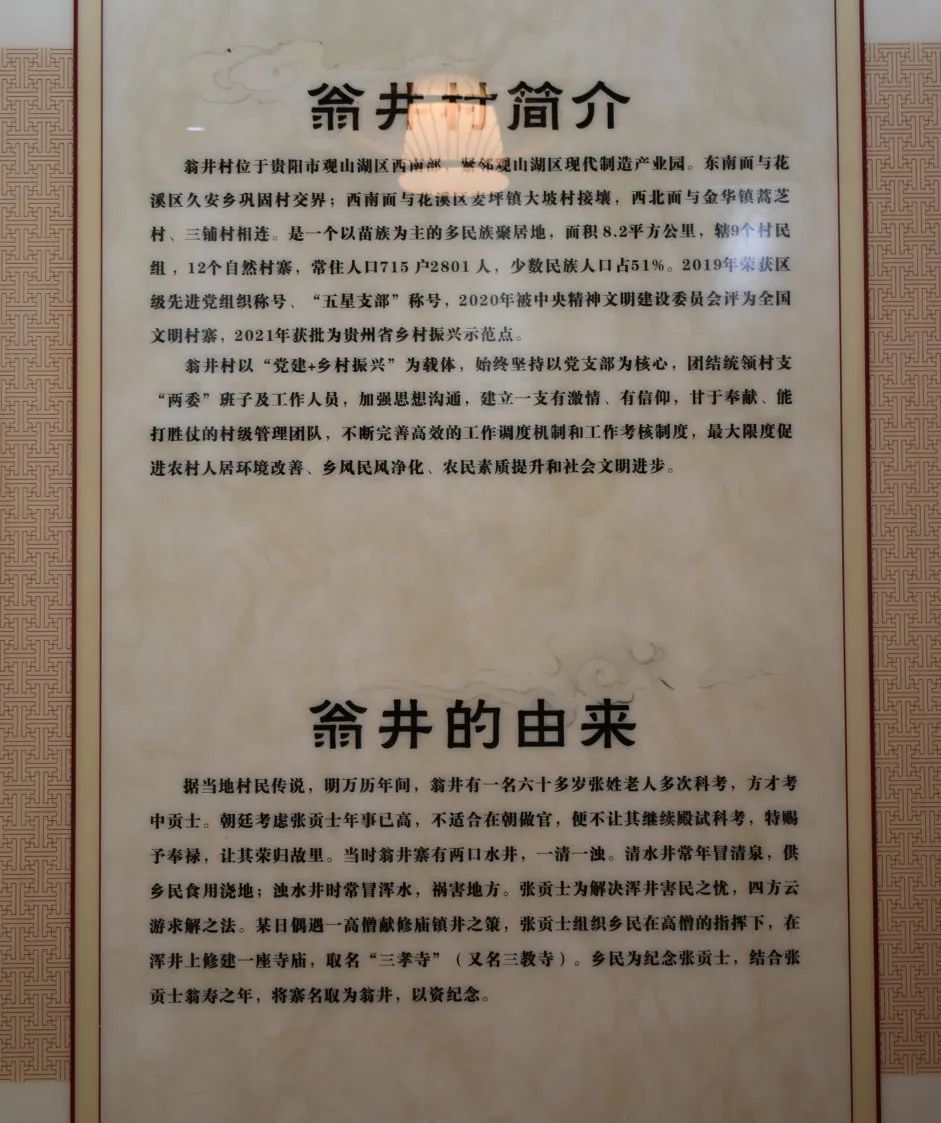 翁井村简介
翁井村位于贵阳市观山湖区西南部，紧邻观山湖区现代制造产业园。东南面与花
溪区久安乡巩固村交界；西南面与花溪区麦坪镇大坡村接壤，西北面与金华镇蒿芝
村、三铺村相连。是一个以苗族为主的多民族聚居地，面积8.2平方公里，辖9个村民
组，12个自然村寨，常住人口715户2801人，少数民族人口占51%。2019年荣获区
级先进党组织称号、“五星支部”称号，2020年被中央精神文明建设委员会评为全国
文明村寨，2021年获批为贵州省乡村振兴示范点。
翁井村以“党建+乡村振兴”为载体，始终坚持以党支部为核心，团结统领村支
“两委”班子及工作人员，加强思想沟通，建立一支有激情、有信仰，甘于奉献、能
打胜仗的村级管理团队，不断完善高效的工作调度机制和工作考核制度，最大限度促
进农村人居环境改善、乡风民风净化、农民素质提升和社会文明进步。
翁井的由来
据当地村民传说，明万历年间，翁井有一名六十多岁张姓老人多次科考，方才考
中贡士。朝廷考虑张贡士年事已高，不适合在朝做官，便不让其继续殿试科考，特赐
予奉禄，让其荣归故里。当时翁井寨有两口水井，一清一浊。清水井常年冒清泉，供
乡民食用浇地；浊水井时常冒浑水，祸害地方。张贡士为解决浑井害民之忧，四方云
游求解之法。某日偶遇一高僧献修庙镇井之策，张贡士组织乡民在高僧的指挥下，在
浑井上修建一座寺庙，取名“三孝寺”（又名三教寺）。乡民为纪念张贡士，结合张
贡士翁寿之年，将寨名取为翁井，以资纪念。